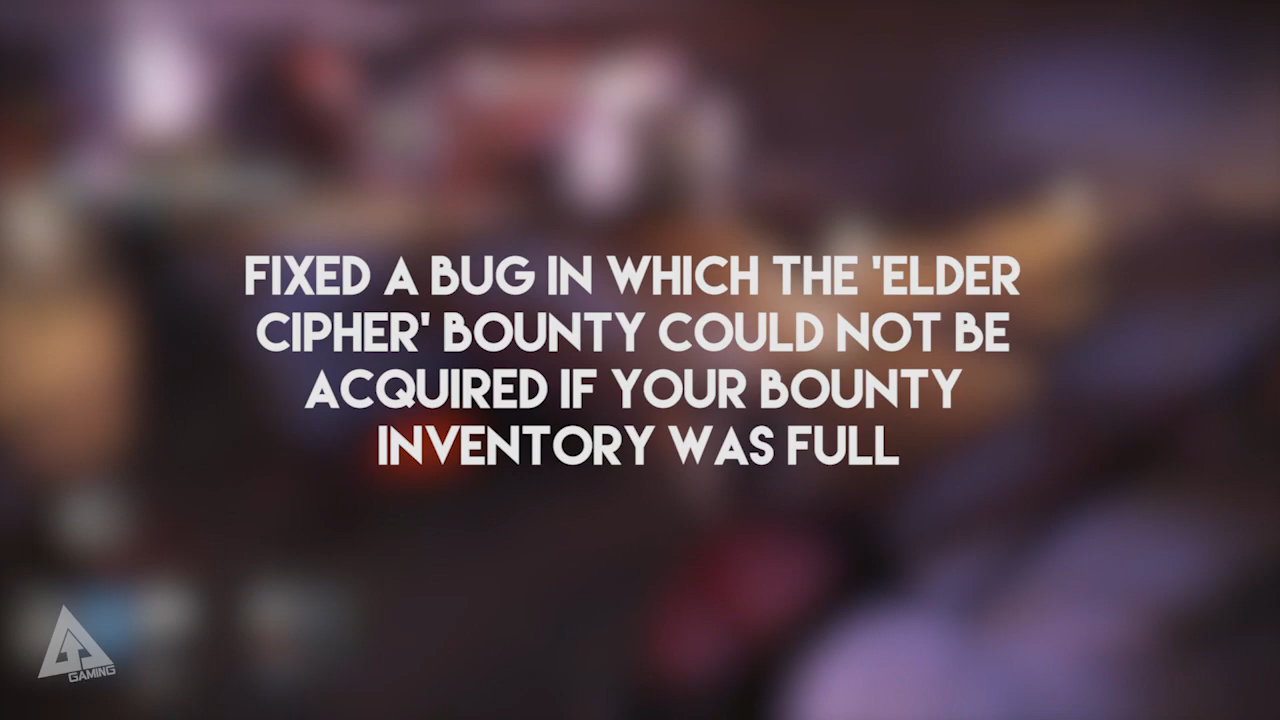 FIXED A BUG IN WHICH THE 'ELDER
CIPHER' BOUNTY COULD NOT BE
ACQUIRED IF YOUR BOUNTY
INVENTORY WAS FULL
GAMING